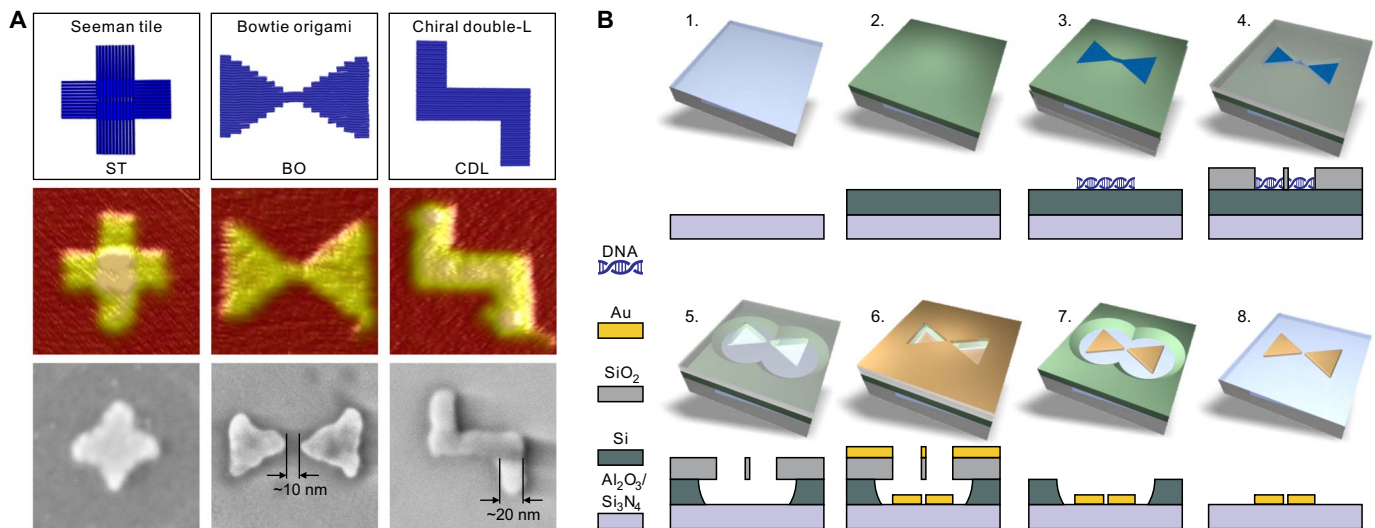 A
Seeman tile
Bowtie origami
Chiral double-L
ST
BO
CDL
~10 nm
~20 nm
B
1.
2.
3.
4.
DNA
Au
SiO2
Si
Al2O3/
Si3N4
5.
6.
7.
8.